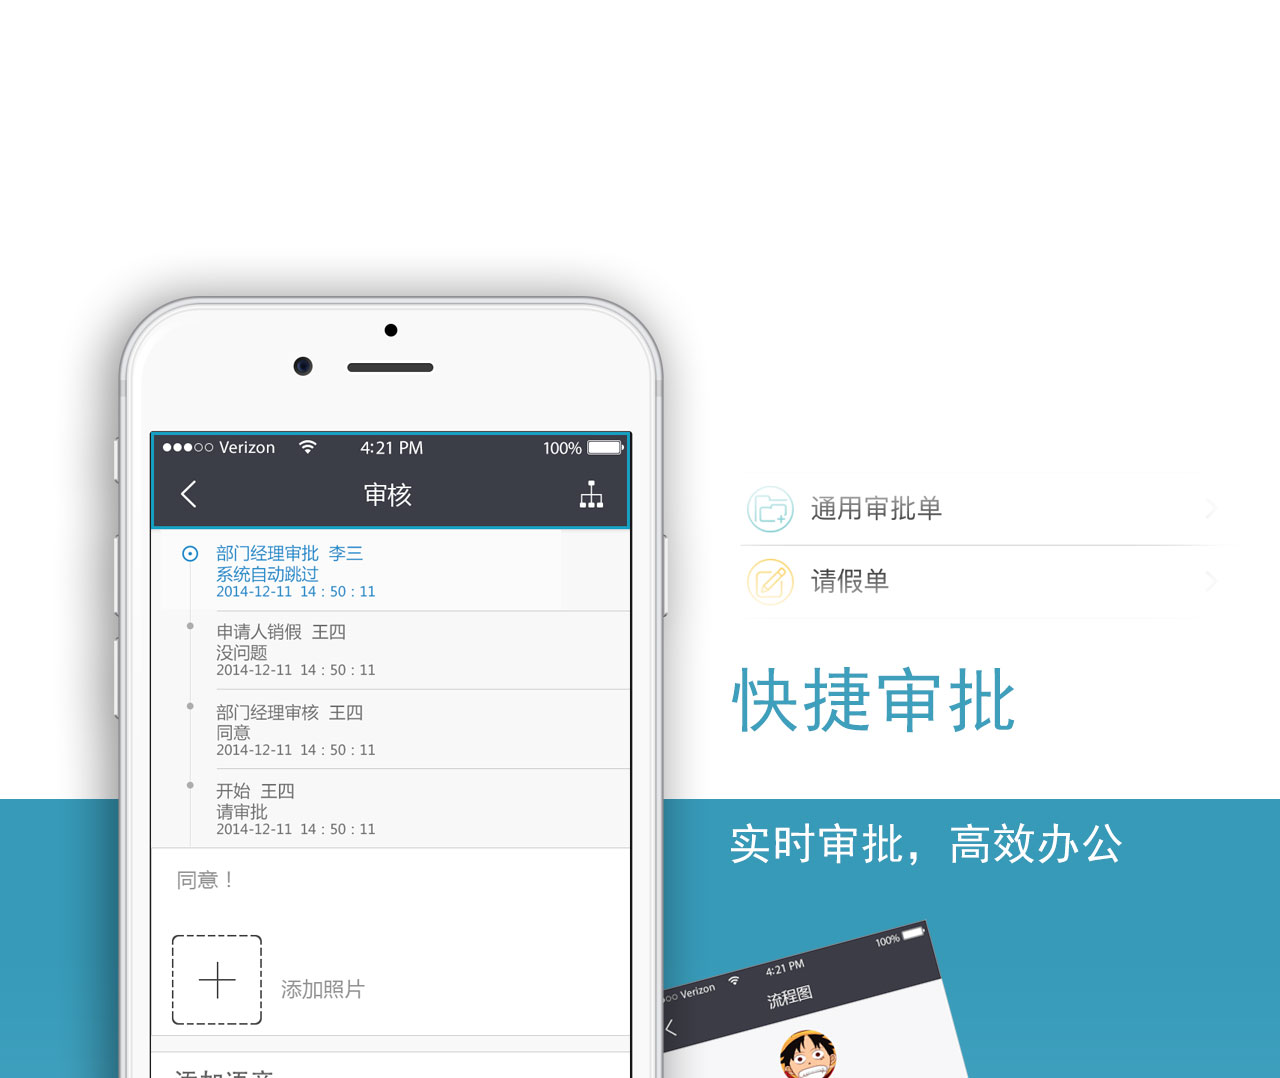 Verizon 4:21 PM 100%
审核
部门经理审批 李三
系统自动跳过
2014-12-11 14 : 50 : 11
申请人销假 王四
没问题
2014-12-11 14 : 50 : 11
部门经理审核 王四
同意
2014-12-11 14 : 50 : 11
开始 王四
请审批
2014-12-11 14 : 50 : 11
同意！
添加照片
添加语音
通用审批单
请假单
快捷审批
实时审批，高效办公
Verizon 4:21 PM 100%
流程图